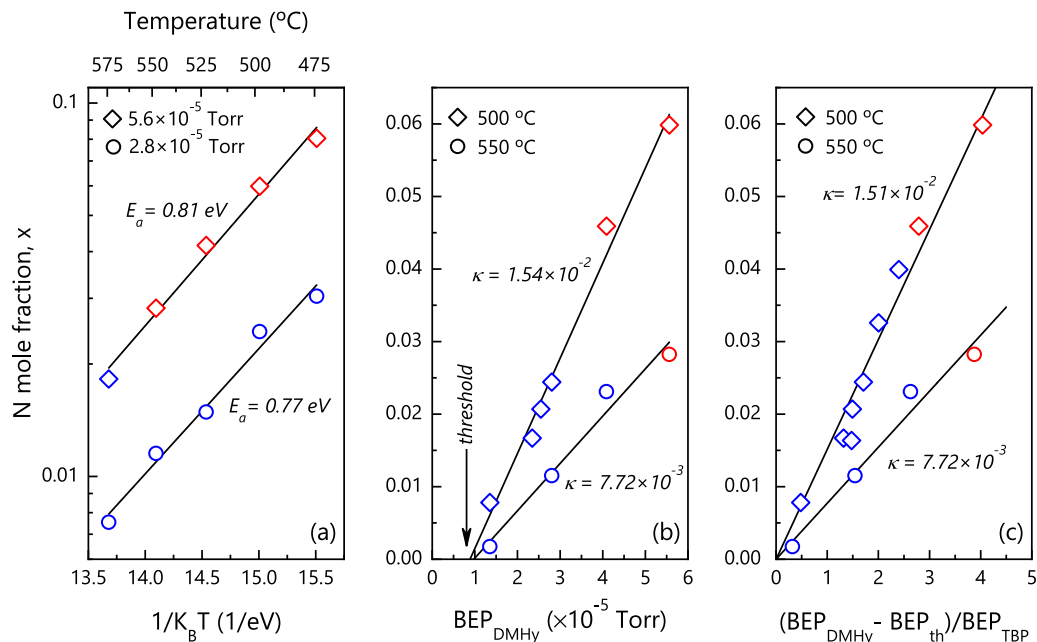 Temperature (ºC)
575 550 525 500 475
N mole fraction, x
0.1
0.01
5.6×10⁻⁵ Torr
2.8×10⁻⁵ Torr
Eₐ= 0.81 eV
Eₐ= 0.77 eV
(a)
13.5 14.0 14.5 15.0 15.5
1/K_BT (1/eV)
0.06
0.05
0.04
0.03
0.02
0.01
0.00
500 ºC
550 ºC
κ = 1.54×10⁻²
threshold
κ = 7.72×10⁻³
(b)
0 1 2 3 4 5 6
BEP_DMHy (×10⁻⁵ Torr)
0.06
0.05
0.04
0.03
0.02
0.01
0.00
500 ºC
550 ºC
κ = 1.51×10⁻²
κ = 7.72×10⁻³
(c)
0 1 2 3 4 5
(BEP_DMHy - BEP_th)/BEP_TBP